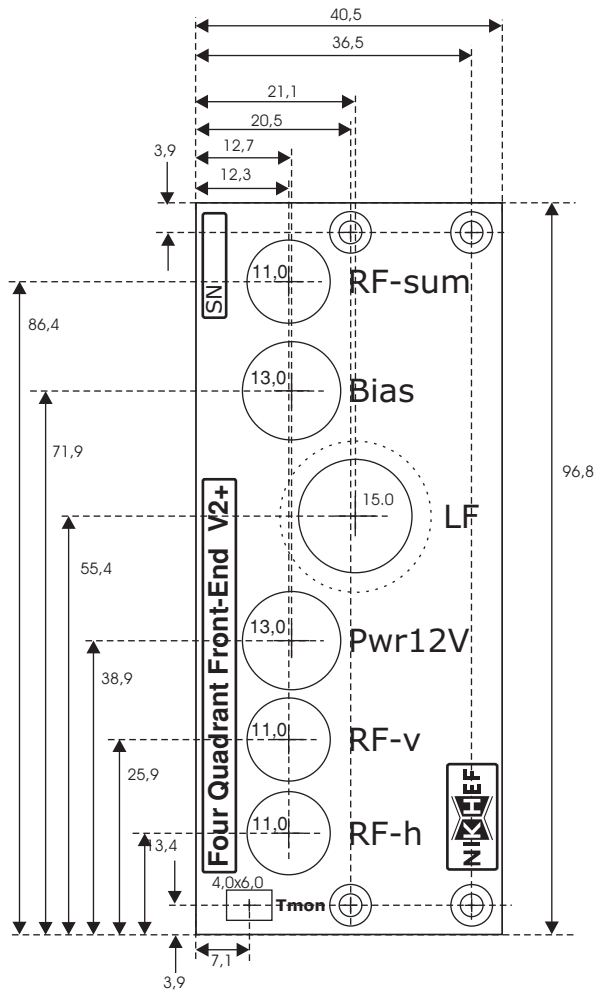 40,5
36,5
21,1
20,5
12,7
3,9
12,3
SN
11,0
RF-sum
86,4
13,0
Bias
71,9
96,8
15.0
LF
55,4
Four Quadrant Front-End V2+
13,0
Pwr12V
38,9
11,0
RF-v
25,9
NIKHEF
11,0
RF-h
13,4
4,0x6,0
Tmon
7,1
3,9